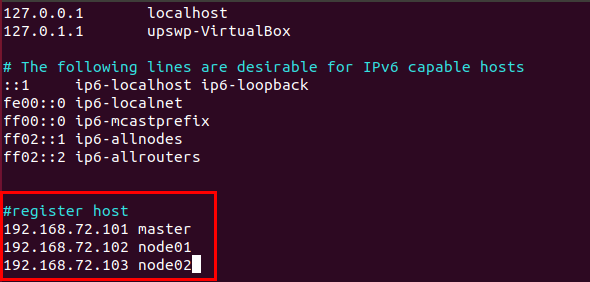 127.0.0.1       localhost
127.0.1.1       upswp-VirtualBox
# The following lines are desirable for IPv6 capable hosts
::1     ip6-localhost ip6-loopback
fe00::0 ip6-localnet
ff00::0 ip6-mcastprefix
ff02::1 ip6-allnodes
ff02::2 ip6-allrouters
#register host
192.168.72.101 master
192.168.72.102 node01
192.168.72.103 node02